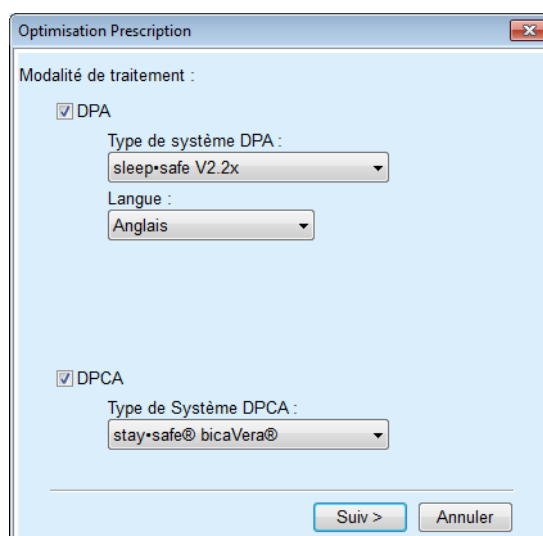 Optimisation Prescription
Modalité de traitement :
DPA
Type de système DPA :
sleep•safe V2.2x
Langue :
Anglais
DPCA
Type de Système DPCA :
stay•safe® bicaVera®
Suiv > Annuler